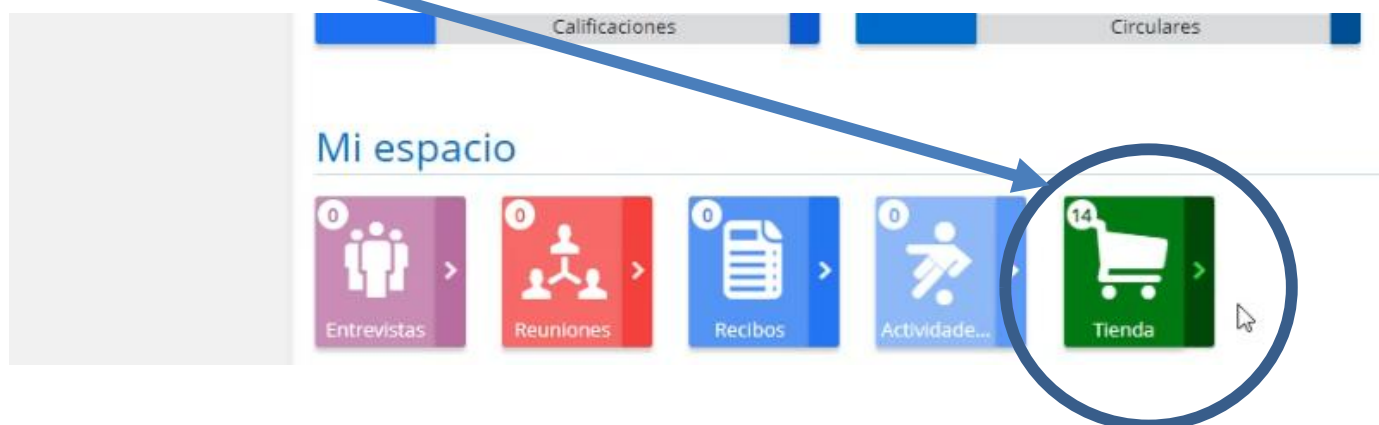 Calificaciones
Circulares
Mi espacio
0
0
0
0
14
Entrevistas
Reuniones
Recibos
Actividade...
Tienda